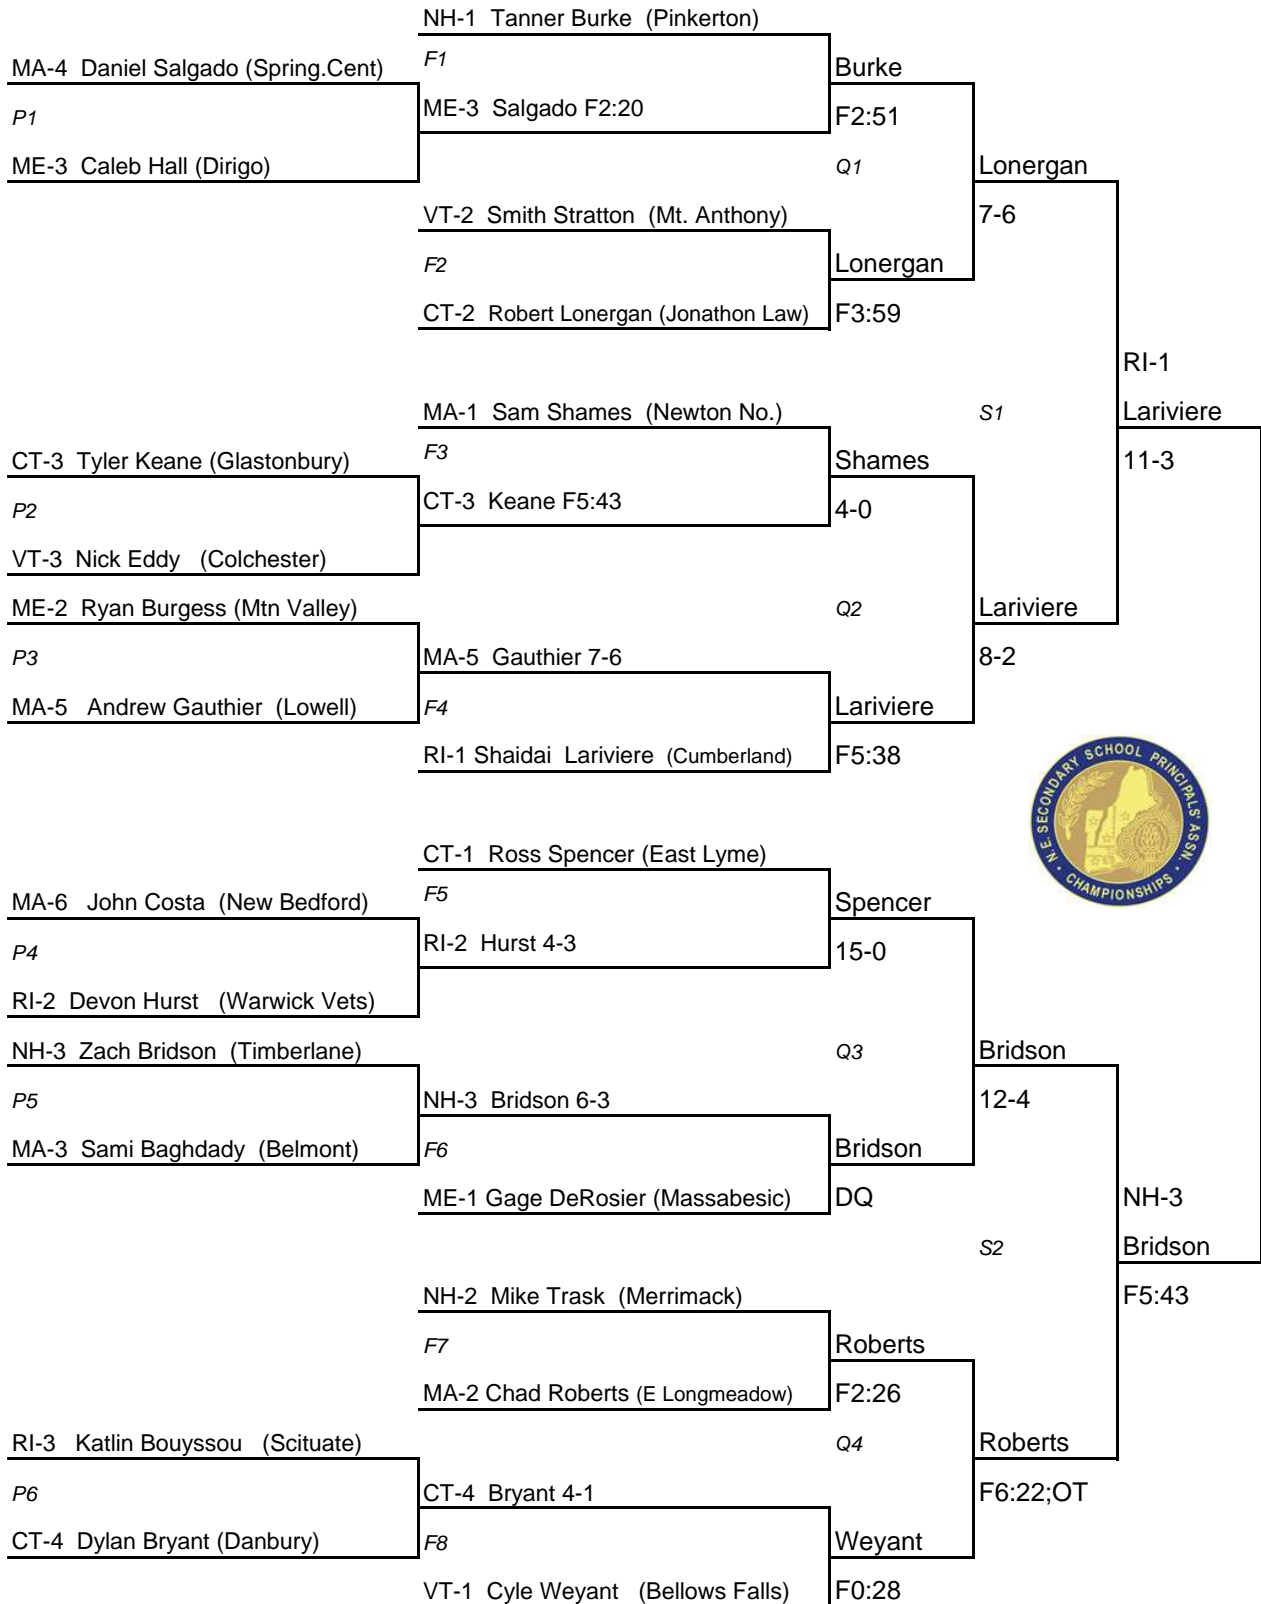 NH-1 Tanner Burke (Pinkerton)
F1
MA-4 Daniel Salgado (Spring.Cent)
Burke
P1
ME-3 Salgado F2:20
F2:51
ME-3 Caleb Hall (Dirigo)
Q1
Lonergan
VT-2 Smith Stratton (Mt. Anthony)
7-6
F2
Lonergan
CT-2 Robert Lonergan (Jonathon Law)
F3:59
RI-1
MA-1 Sam Shames (Newton No.)
S1
Lariviere
F3
CT-3 Tyler Keane (Glastonbury)
Shames
11-3
P2
CT-3 Keane F5:43
4-0
VT-3 Nick Eddy (Colchester)
ME-2 Ryan Burgess (Mtn Valley)
Q2
Lariviere
P3
MA-5 Gauthier 7-6
8-2
MA-5 Andrew Gauthier (Lowell)
F4
Lariviere
RI-1 Shaidai Lariviere (Cumberland)
F5:38
N.E. SECONDARY SCHOOL PRINCIPALS' ASSN.
CHAMPIONSHIPS
CT-1 Ross Spencer (East Lyme)
F5
MA-6 John Costa (New Bedford)
Spencer
P4
RI-2 Hurst 4-3
15-0
RI-2 Devon Hurst (Warwick Vets)
NH-3 Zach Bridson (Timberlane)
Q3
Bridson
P5
NH-3 Bridson 6-3
12-4
MA-3 Sami Baghdady (Belmont)
F6
Bridson
ME-1 Gage DeRosier (Massabesic)
DQ
NH-3
S2
Bridson
NH-2 Mike Trask (Merrimack)
F5:43
F7
Roberts
MA-2 Chad Roberts (E Longmeadow)
F2:26
RI-3 Katlin Bouyssou (Scituate)
Q4
Roberts
P6
CT-4 Bryant 4-1
F6:22;OT
CT-4 Dylan Bryant (Danbury)
F8
Weyant
VT-1 Cyle Weyant (Bellows Falls)
F0:28